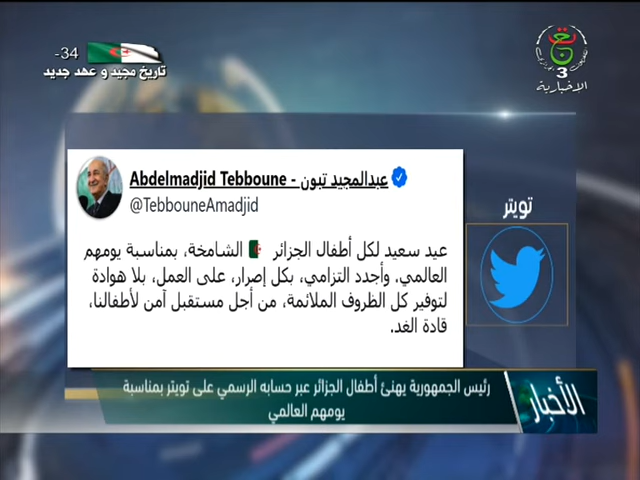 -34
تاريخ مجيد و عهد جديد
3
الإخبارية
Abdelmadjid Tebboune - عبدالمجيد تبون
@TebbouneAmadjid
عيد سعيد لكل أطفال الجزائر 🇩🇿 الشامخة، بمناسبة يومهم
العالمي. وأجدد التزامي، بكل إصرار، على العمل، بلا هوادة
لتوفير كل الظروف الملائمة، من أجل مستقبل آمن لأطفالنا،
قادة الغد.
تويتر
رئيس الجمهورية يهنئ أطفال الجزائر عبر حسابه الرسمي على تويتر بمناسبة
يومهم العالمي
الأخبار